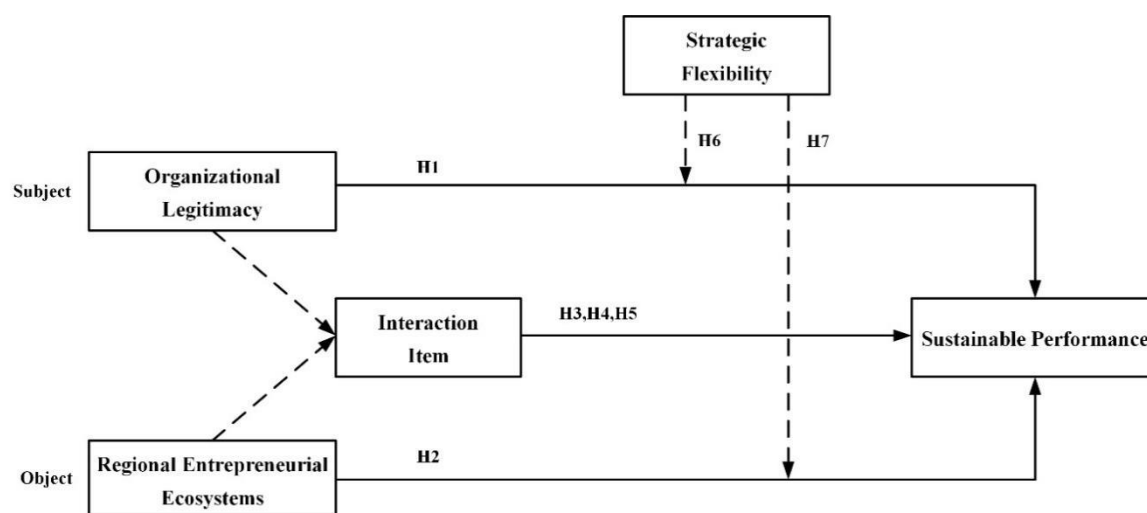 Strategic
Flexibility
H6
H7
H1
Subject
Organizational
Legitimacy
Interaction
Item
H3,H4,H5
Sustainable Performance
H2
Object
Regional Entrepreneurial
Ecosystems